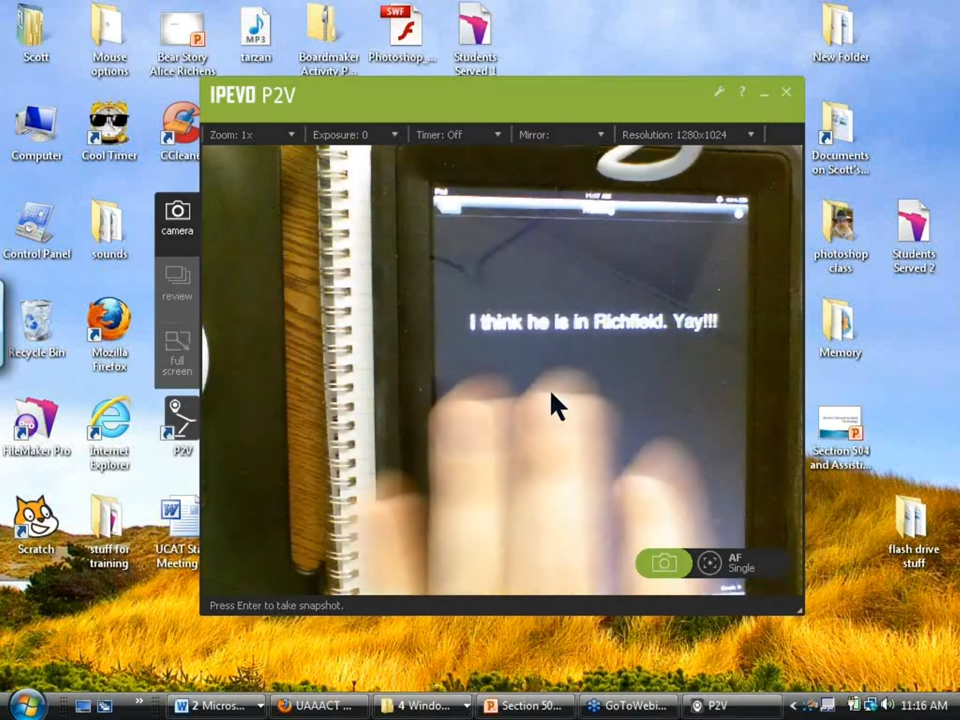 Scott
Mouse options
Bear Story Alice Richens
tarzan
Boardmaker Activity P...
SWF
Photoshop_...
Students Served 1
New Folder
IPEVO P2V
Zoom: 1x
Exposure: 0
Timer: Off
Mirror:
Resolution: 1280x1024
Computer
Cool Timer
CCleane
Documents on Scott's...
camera
Control Panel
sounds
review
photoshop class
Students Served 2
I think he is in Richfield. Yay!!!
Recycle Bin
Mozilla Firefox
full screen
Memory
FileMaker Pro
Internet Explorer
P2V
Section 504 and Assisti...
Scratch
stuff for training
UCAT Sta Meeting
AF
Single
flash drive stuff
Press Enter to take snapshot.
2 Micros...
UAAACT ...
4 Windo...
Section 50...
GoToWebi...
P2V
11:16 AM